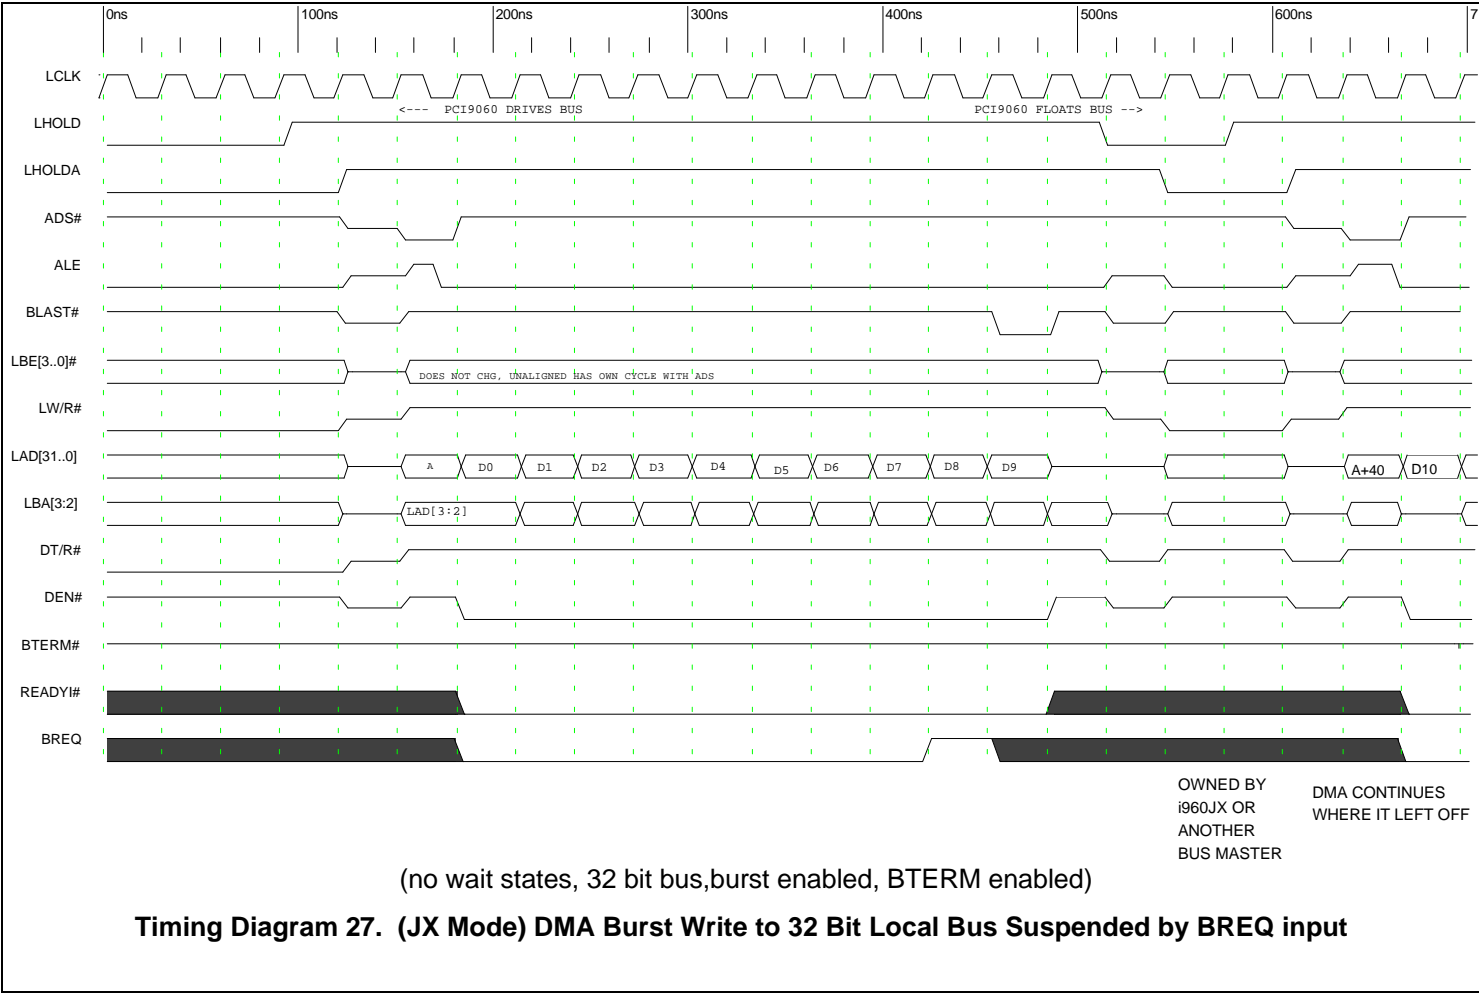 0ns 100ns 200ns 300ns 400ns 500ns 600ns 7
LCLK
<--- PCI9060 DRIVES BUS PCI9060 FLOATS BUS -->
LHOLD
LHOLDA
ADS#
ALE
BLAST#
LBE[3..0]#
DOES NOT CHG, UNALIGNED HAS OWN CYCLE WITH ADS
LW/R#
LAD[31..0] A D0 D1 D2 D3 D4 D5 D6 D7 D8 D9 A+40 D10
LBA[3:2] LAD[3:2]
DT/R#
DEN#
BTERM#
READYI#
BREQ
OWNED BY
i960JX OR
ANOTHER
BUS MASTER
DMA CONTINUES
WHERE IT LEFT OFF
(no wait states, 32 bit bus,burst enabled, BTERM enabled)
Timing Diagram 27. (JX Mode) DMA Burst Write to 32 Bit Local Bus Suspended by BREQ input